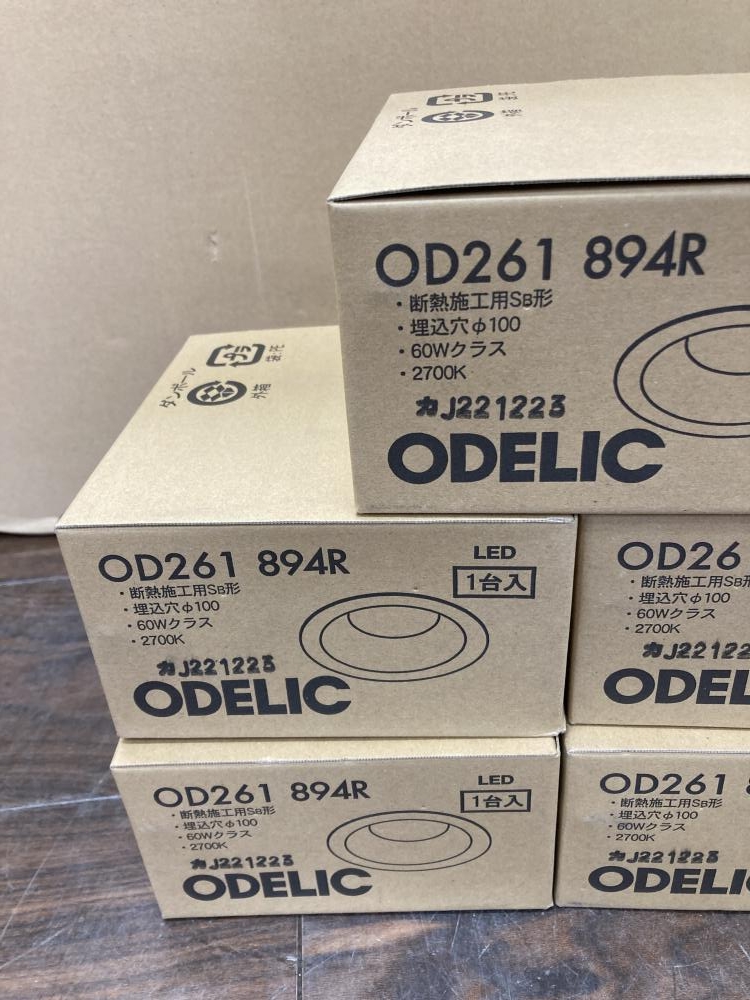 ダンボール
外箱
OD261 894R
・断熱施工用SB形
・埋込穴φ100
・60Wクラス
・2700K
カJ221223
ODELIC
ダンボール
外箱
OD261 894R
・断熱施工用SB形
・埋込穴φ100
・60Wクラス
・2700K
カJ221223
ODELIC
LED
1台入
OD26
・断熱施工用SB形
・埋込穴φ100
・60Wクラス
・2700K
カJ22122
ODEL
OD261 894R
・断熱施工用SB形
・埋込穴φ100
・60Wクラス
・2700K
カJ221223
ODELIC
LED
1台入
OD261
・断熱施工用SB形
・埋込穴φ100
・60Wクラス
・2700K
カJ221223
ODELIC